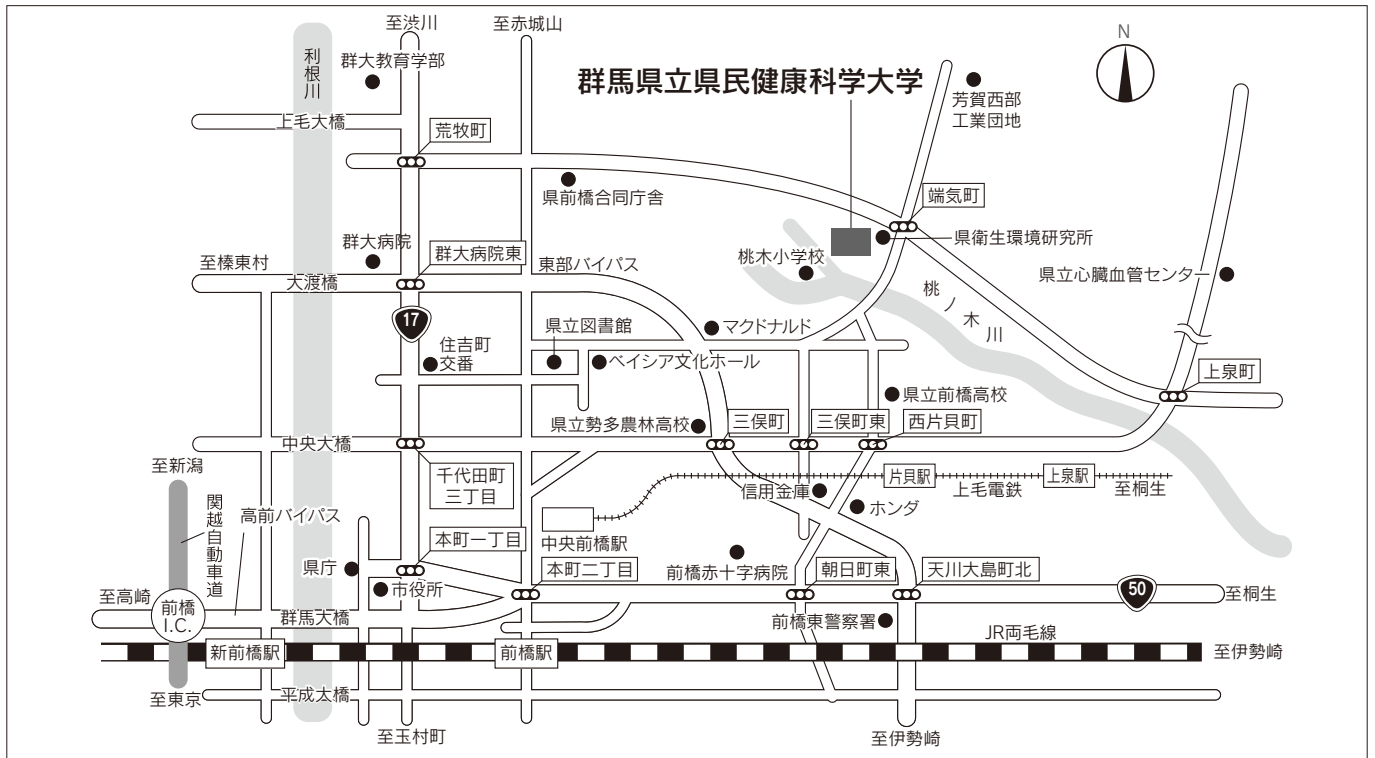 至渋川
至赤城山
N
利根川
群大教育学部
群馬県立県民健康科学大学
芳賀西部
工業団地
上毛大橋
荒牧町
県前橋合同庁舎
端気町
群大病院
群大病院東
東部バイパス
県衛生環境研究所
至榛東村
大渡橋
桃木小学校
県立心臓血管センター
桃ノ木川
17
県立図書館
マクドナルド
住吉町
交番
ベイシア文化ホール
上泉町
県立前橋高校
県立勢多農林高校
三俣町
三俣町東
西片貝町
中央大橋
至新潟
千代田町
三丁目
片貝駅
上毛電鉄
上泉駅
至桐生
信用金庫
ホンダ
関越自動車道
高前バイパス
中央前橋駅
本町一丁目
県庁
本町二丁目
前橋赤十字病院
朝日町東
天川大島町北
市役所
50
至桐生
至高崎
前橋
I.C.
群馬大橋
前橋東警察署
JR両毛線
新前橋駅
前橋駅
至伊勢崎
至東京
平成大橋
至玉村町
至伊勢崎